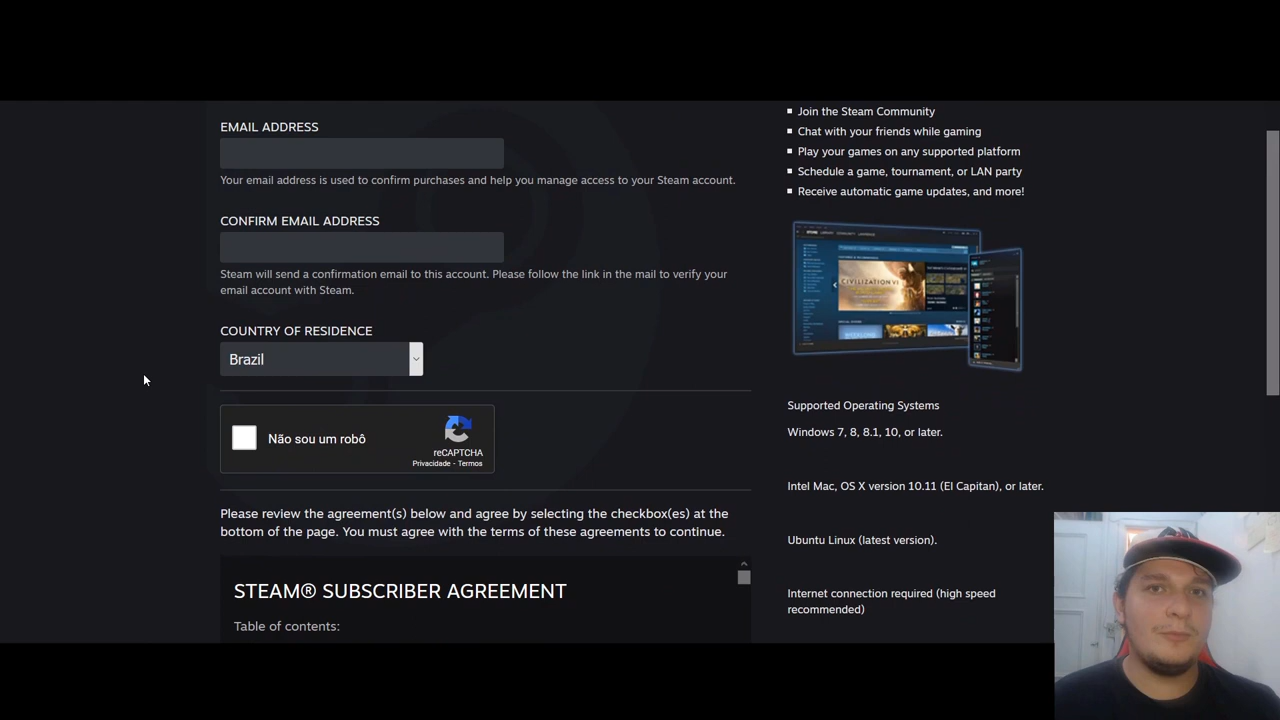 EMAIL ADDRESS
Your email address is used to confirm purchases and help you manage access to your Steam account.
CONFIRM EMAIL ADDRESS
Steam will send a confirmation email to this account. Please follow the link in the mail to verify your
email account with Steam.
COUNTRY OF RESIDENCE
Brazil
Não sou um robô
reCAPTCHA
Privacidade - Termos
Please review the agreement(s) below and agree by selecting the checkbox(es) at the
bottom of the page. You must agree with the terms of these agreements to continue.
STEAM® SUBSCRIBER AGREEMENT
Table of contents:
Join the Steam Community
Chat with your friends while gaming
Play your games on any supported platform
Schedule a game, tournament, or LAN party
Receive automatic game updates, and more!
CIVILIZATION VI
Supported Operating Systems
Windows 7, 8, 8.1, 10, or later.
Intel Mac, OS X version 10.11 (El Capitan), or later.
Ubuntu Linux (latest version).
Internet connection required (high speed
recommended)